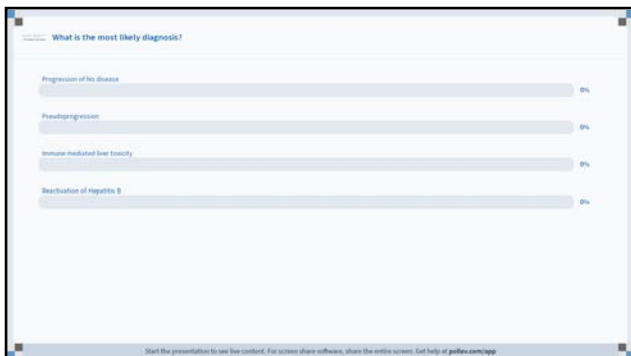 What is the most likely diagnosis?
Progression of his disease
0%
Pseudoprogression
0%
Immune mediated liver toxicity
0%
Reactivation of Hepatitis B
0%
Start the presentation to see live content. For screen share software, share the entire screen. Get help at pollev.com/app